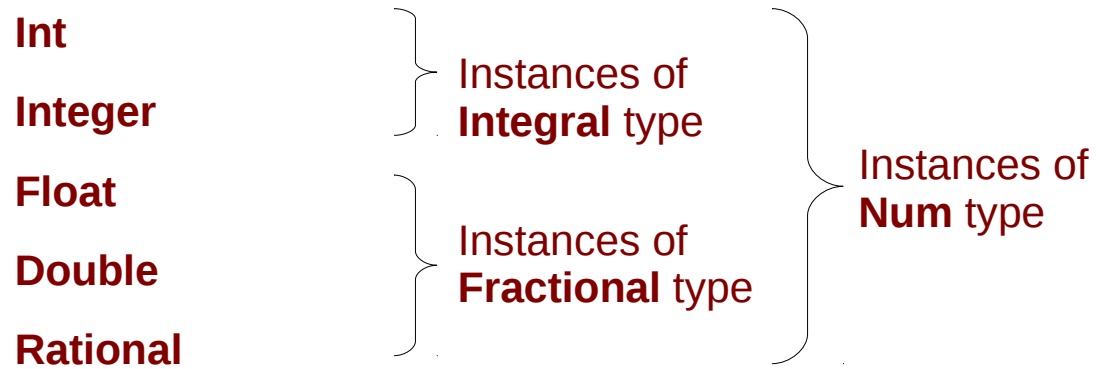 Int
Integer
Float
Double
Rational
Instances of
Integral type
Instances of
Fractional type
Instances of
Num type